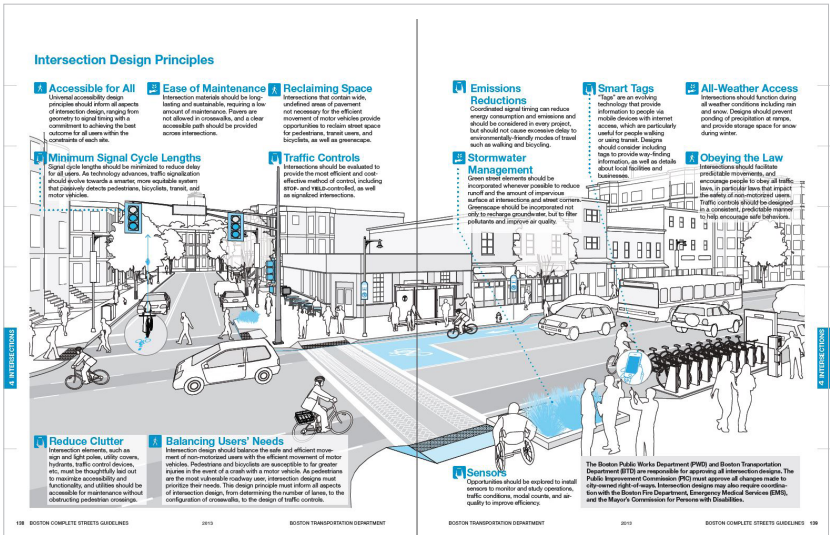 Intersection Design Principles
Accessible for All
Universal accessibility design
principles should inform all aspects
of intersection design, ranging from
geometry to signal timing with a
commitment to achieving the best
outcome for all users within the
constraints of each site.
Ease of Maintenance
Intersection materials should be long-
lasting and sustainable, requiring a low
amount of maintenance. Pavers are
not allowed in crosswalks, and a clear
accessible path should be provided
across intersections.
Reclaiming Space
Intersections that contain wide,
undefined areas of pavement
not necessary for the efficient
movement of motor vehicles provide
opportunities to reclaim street space
for pedestrians, transit users, and
bicyclists, as well as greenscape.
Minimum Signal Cycle Lengths
Signal cycle lengths should be minimized to reduce delay
for all users. As technology advances, traffic signalization
should evolve towards a smarter, more equitable system
that passively detects pedestrians, bicyclists, transit, and
motor vehicles.
Traffic Controls
Intersections should be evaluated to
provide the most efficient and cost-
effective method of control, including
STOP- and YIELD-controlled, as well
as signalized intersections.
4 INTERSECTIONS
Reduce Clutter
Intersection elements, such as
sign and light poles, utility covers,
hydrants, traffic control devices,
etc, must be thoughtfully laid out
to maximize accessibility and
functionality, and utilities should be
accessible for maintenance without
obstructing pedestrian crossings.
Balancing Users' Needs
Intersection design should balance the safe and efficient move-
ment of non-motorized users with the efficient movement of motor
vehicles. Pedestrians and bicyclists are susceptible to far greater
injuries in the event of a crash with a motor vehicle. As pedestrians
are the most vulnerable roadway user, intersection designs must
prioritize their needs. This design principle must inform all aspects
of intersection design, from determining the number of lanes, to the
configuration of crosswalks, to the design of traffic controls.
138 BOSTON COMPLETE STREETS GUIDELINES
2013
BOSTON TRANSPORTATION DEPARTMENT
Emissions
Reductions
Coordinated signal timing can reduce
energy consumption and emissions and
should be considered in every project,
but should not cause excessive delay to
environmentally-friendly modes of travel
such as walking and bicycling.
Smart Tags
"Tags" are an evolving
technology that provide
information to people via
mobile devices with internet
access, which are particularly
useful for people walking
or using transit. Designs
should consider including
tags to provide way-finding
information, as well as details
about local facilities and
businesses.
All-Weather Access
Intersections should function during
all weather conditions including rain
and snow. Designs should prevent
ponding of precipitation at ramps,
and provide storage space for snow
during winter.
Stormwater
Management
Green street elements should be
incorporated whenever possible to reduce
runoff and the amount of impervious
surface at intersections and street corners.
Greenscape should be incorporated not
only to recharge groundwater, but to filter
pollutants and improve air quality.
Obeying the Law
Intersections should facilitate
predictable movements, and
encourage people to obey all traffic
laws, in particular laws that impact
the safety of non-motorized users.
Traffic controls should be designed
in a consistent, predictable manner
to help encourage safe behaviors.
4 INTERSECTIONS
Sensors
Opportunities should be explored to install
sensors to monitor and study operations,
traffic conditions, modal counts, and air-
quality to improve efficiency.
The Boston Public Works Department (PWD) and Boston Transportation
Department (BTD) are responsible for approving all intersection designs. The
Public Improvement Commission (PIC) must approve all changes made to
city-owned right-of-ways. Intersection designs may also require coordina-
tion with the Boston Fire Department, Emergency Medical Services (EMS),
and the Mayor's Commission for Persons with Disabilities.
BOSTON TRANSPORTATION DEPARTMENT
2013
BOSTON COMPLETE STREETS GUIDELINES 139